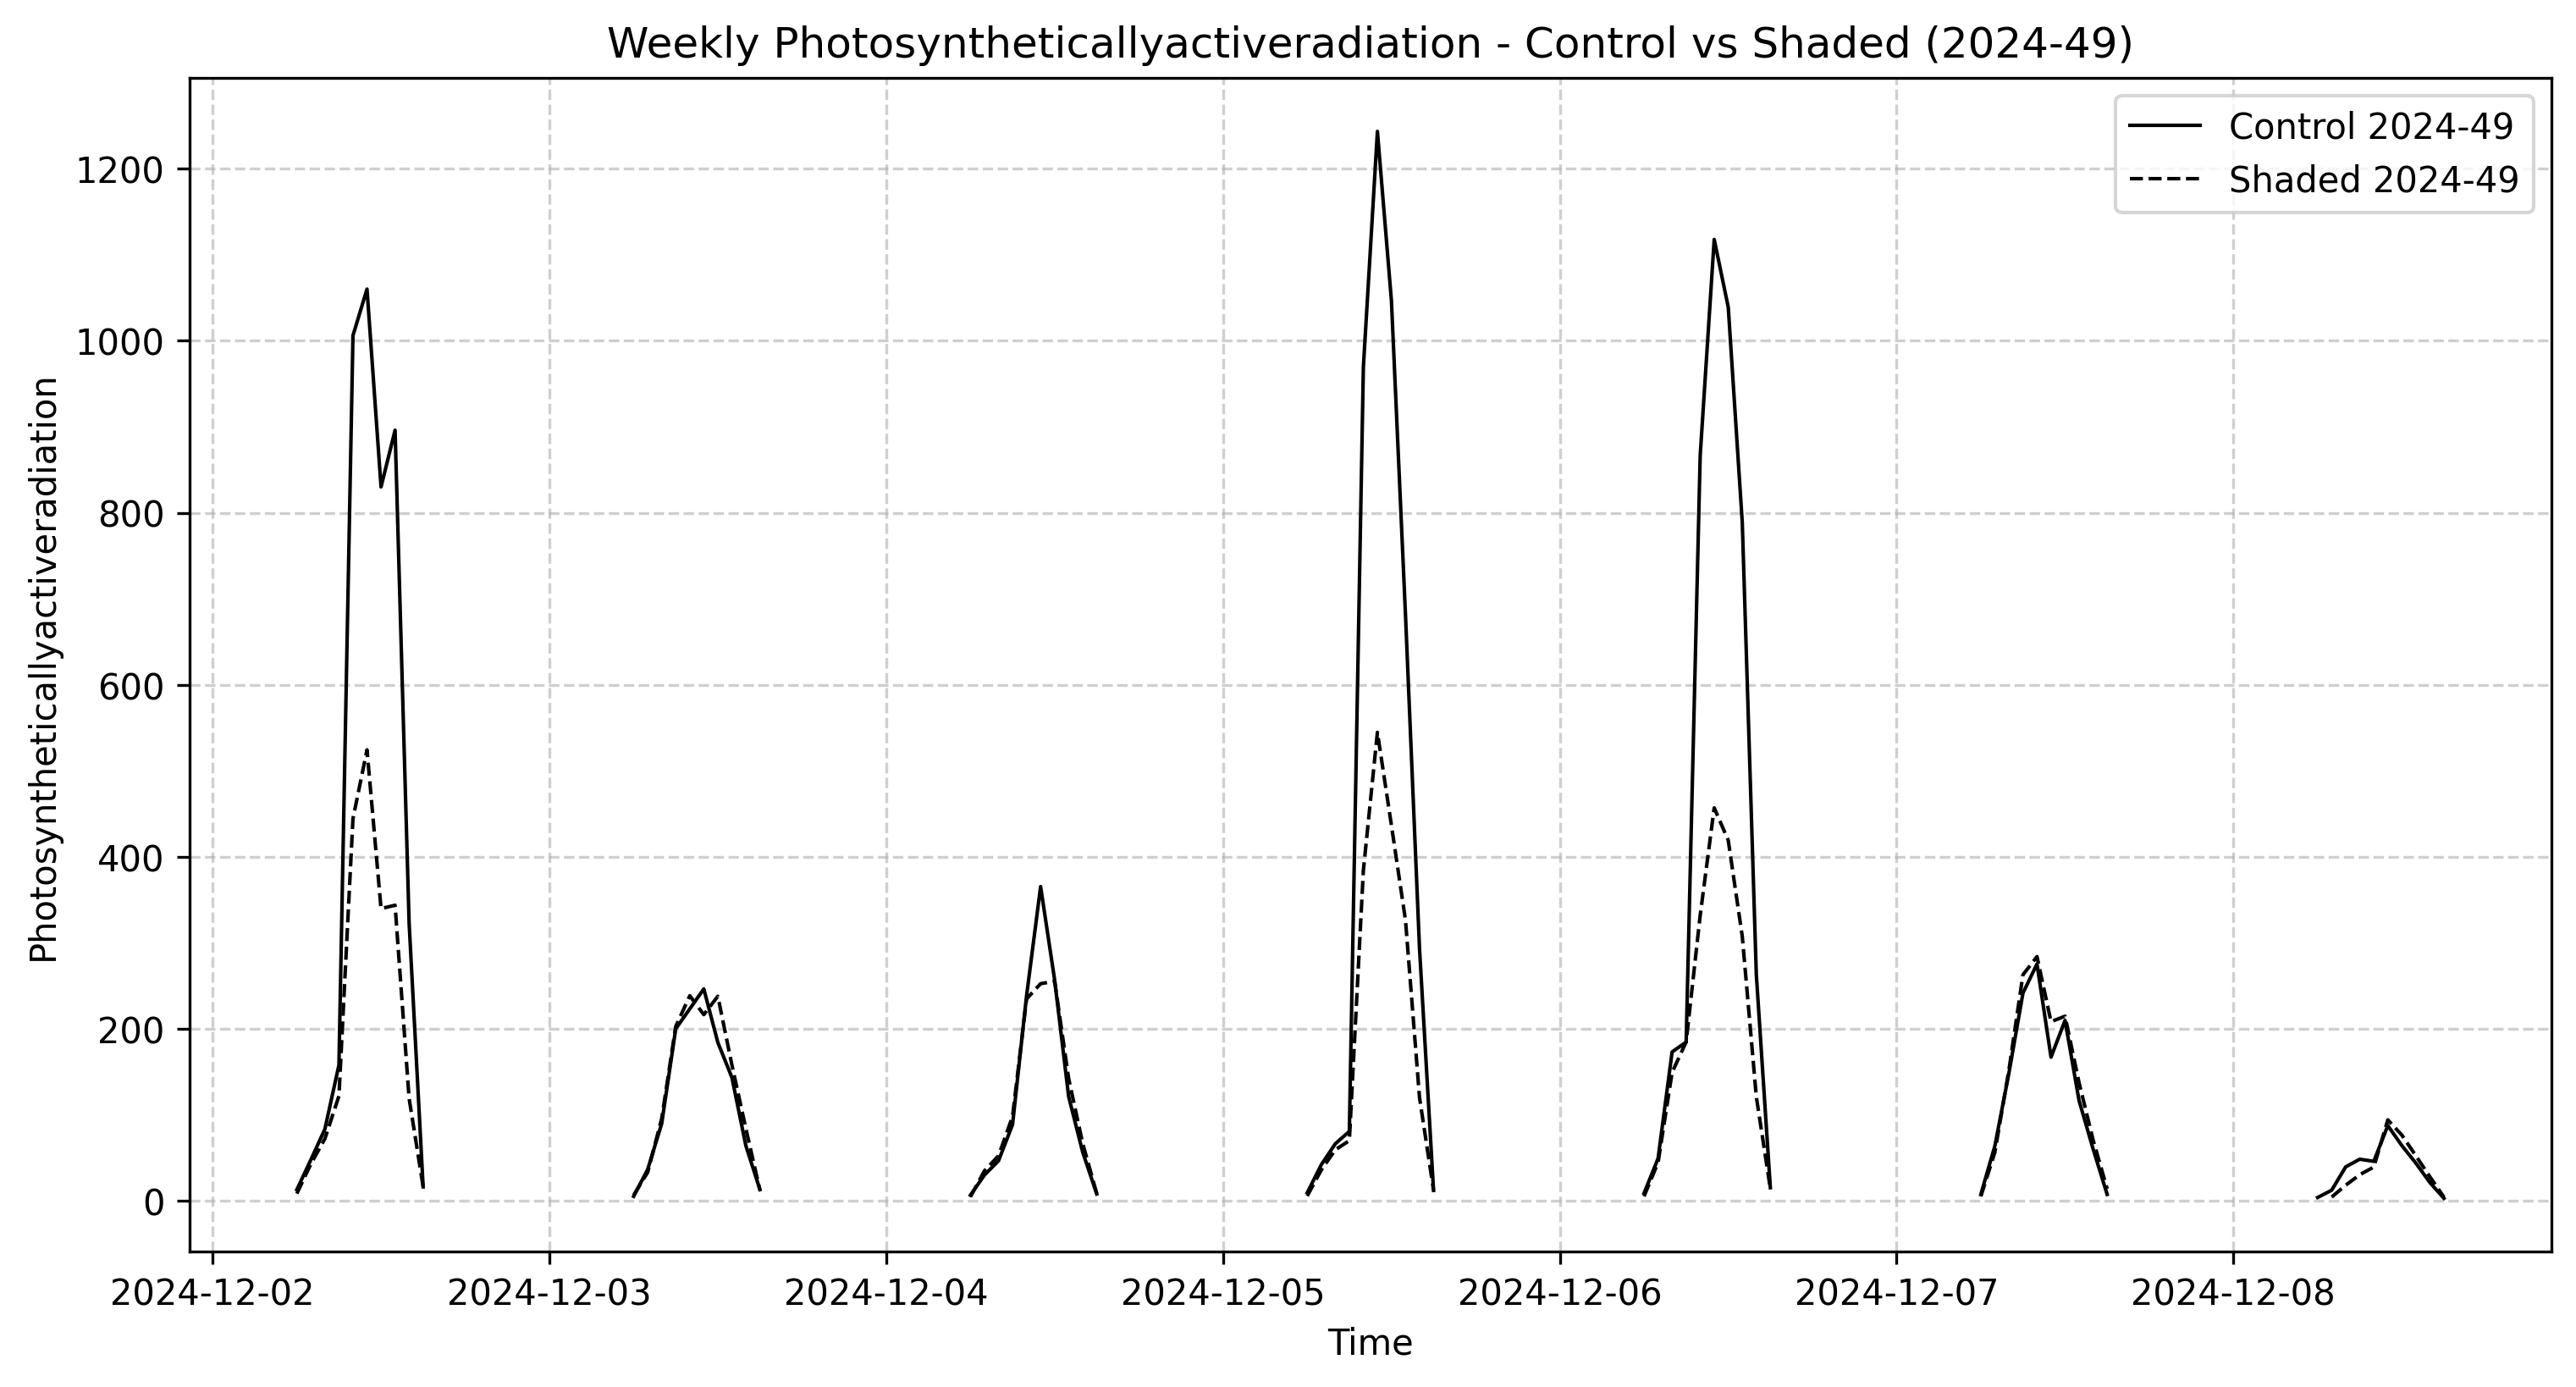 Weekly Photosyntheticallyactiveradiation - Control vs Shaded (2024-49)
Control 2024-49
Shaded 2024-49
Photosyntheticallyactiveradiation
1200
1000
800
600
400
200
0
2024-12-02 2024-12-03 2024-12-04 2024-12-05 2024-12-06 2024-12-07 2024-12-08
Time